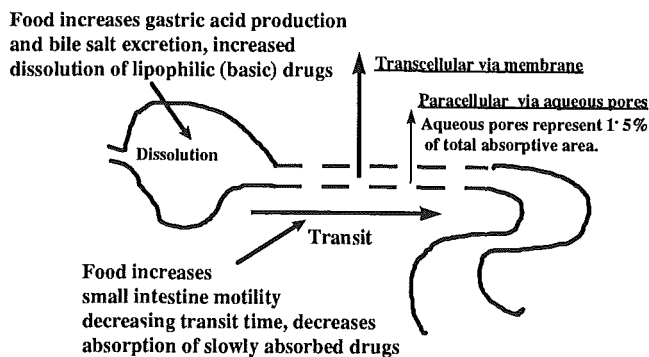 Food increases gastric acid production
and bile salt excretion, increased
dissolution of lipophilic (basic) drugs
Transcellular via membrane
Paracellular via aqueous pores
Aqueous pores represent 1·5%
of total absorptive area.
Dissolution
Transit
Food increases
small intestine motility
decreasing transit time, decreases
absorption of slowly absorbed drugs